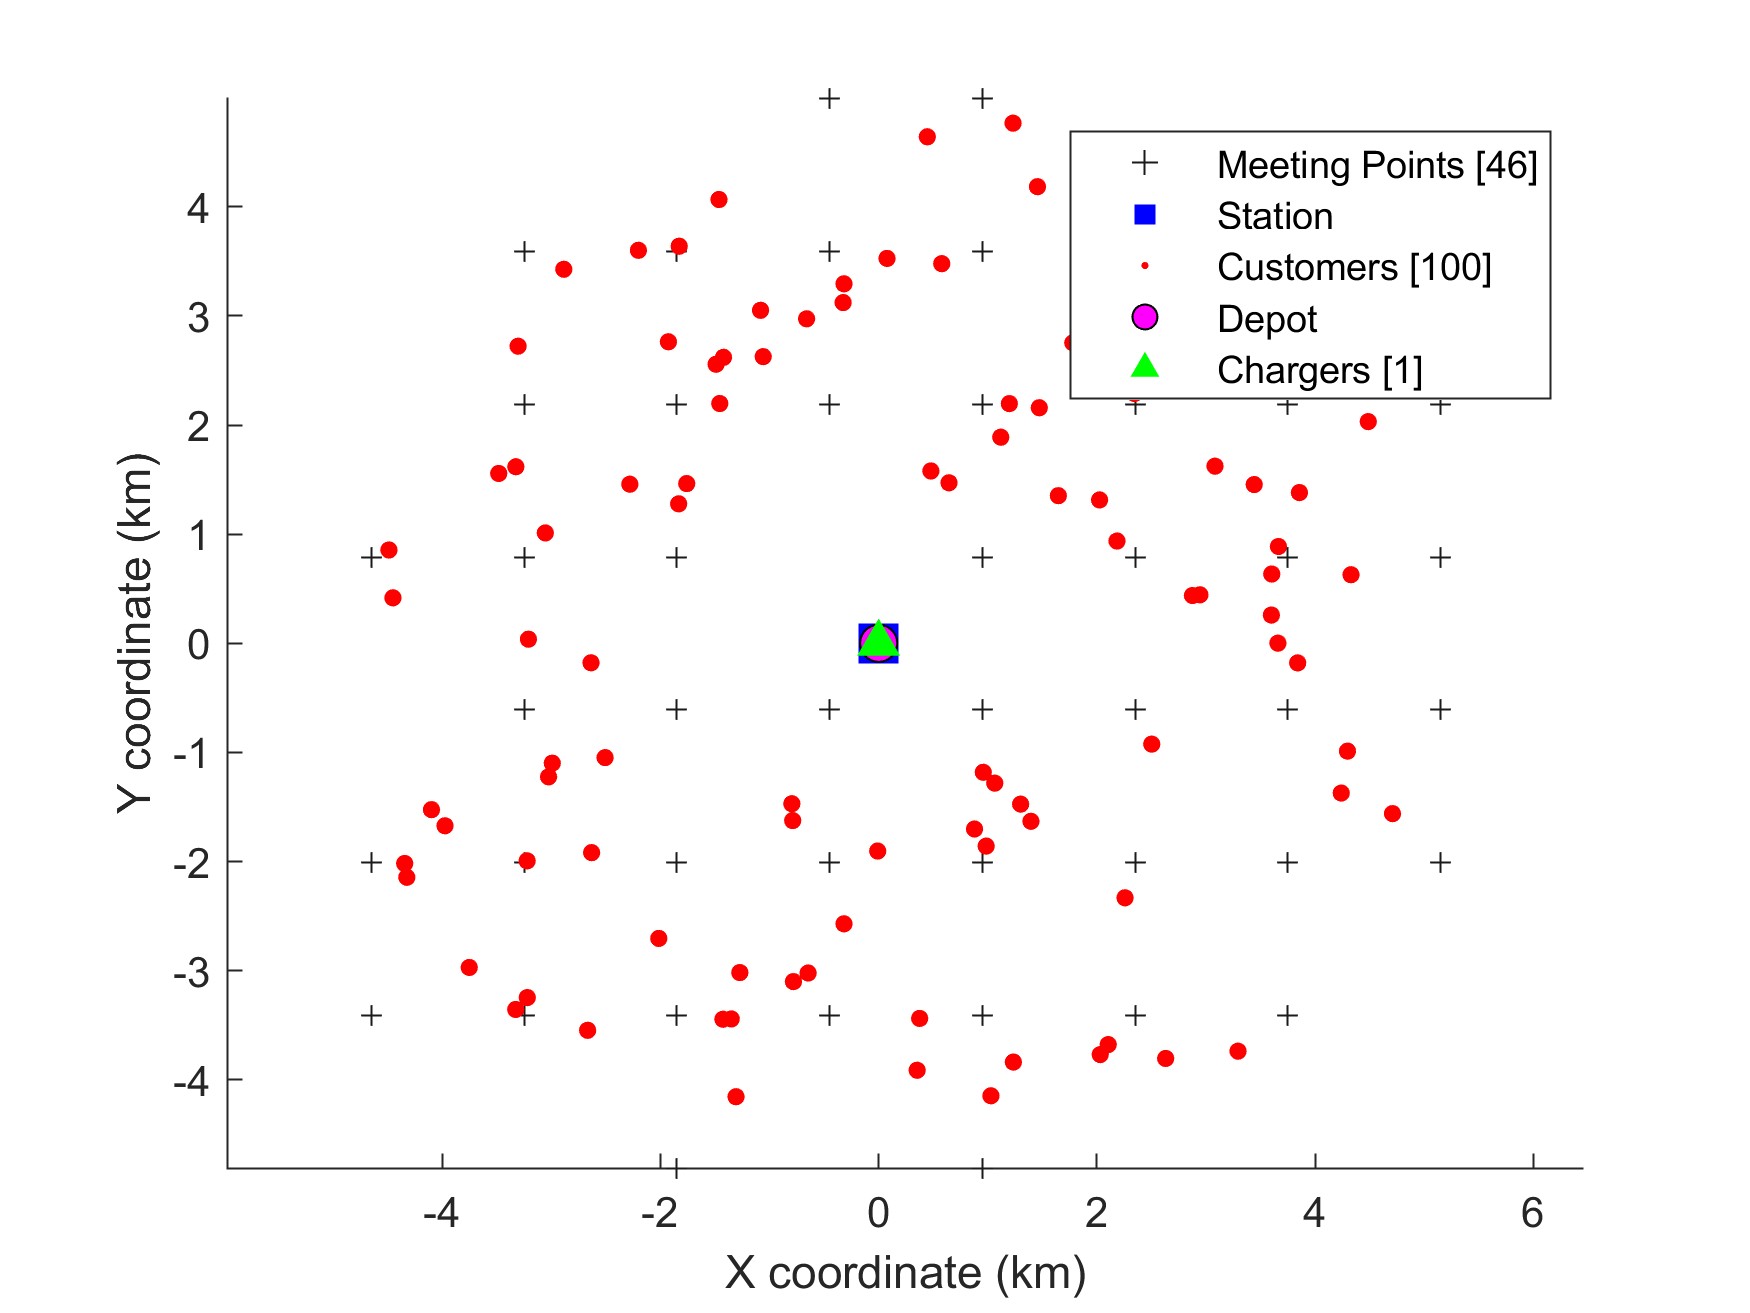 Meeting Points [46]
Station
Customers [100]
Depot
Chargers [1]
4
3
2
1
0
-1
-2
-3
-4
Y coordinate (km)
-4 -2 0 2 4 6
X coordinate (km)